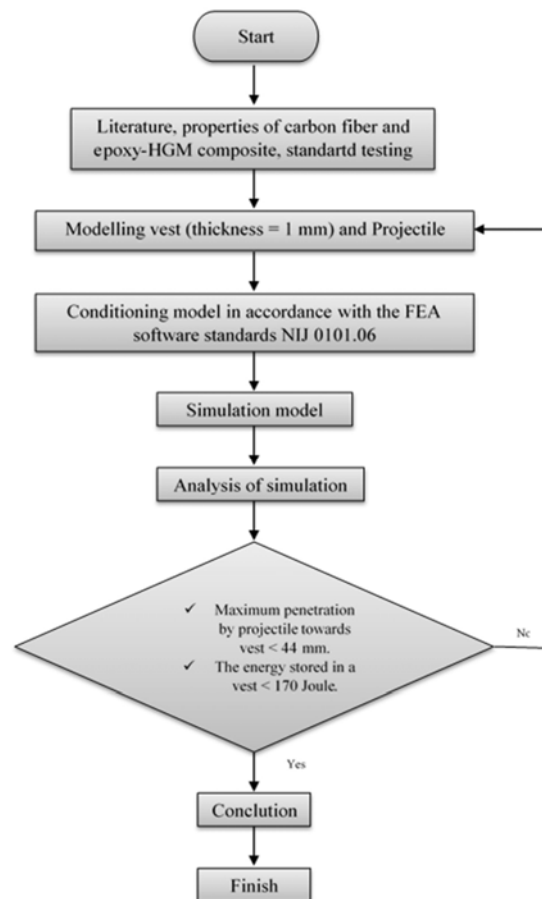 Start
Literature, properties of carbon fiber and
epoxy-HGM composite, standartd testing
Modelling vest (thickness = 1 mm) and Projectile
Conditioning model in accordance with the FEA
software standards NIJ 0101.06
Simulation model
Analysis of simulation
✓ Maximum penetration
by projectile towards
vest < 44 mm.
✓ The energy stored in a
vest < 170 Joule.
No
Yes
Conclution
Finish